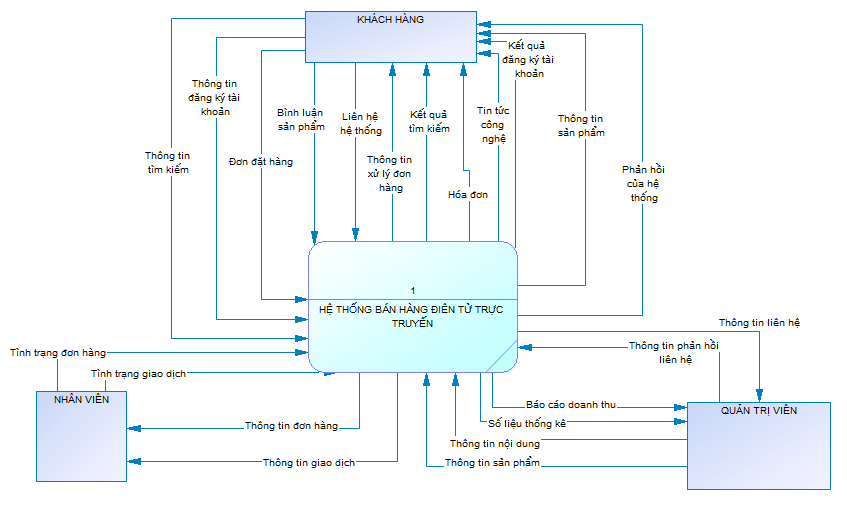 KHÁCH HÀNG
Kết quả
đăng ký tài
khoản
Thông tin
đăng ký tài
khoản
Bình luận
sản phẩm
Liên hệ
hệ thống
Kết quả
tìm kiếm
Tin tức
công
nghệ
Thông tin
sản phẩm
Thông tin
tìm kiếm
Đơn đặt hàng
Thông tin
xử lý đơn
hàng
Hóa đơn
Phản hồi
của hệ
thống
1
HỆ THỐNG BÁN HÀNG ĐIÊN TỬ TRỰC
TRUYẾN
Thông tin liên hệ
Thông tin phản hồi
liên hệ
Tình trạng đơn hàng
Tình trạng giao dịch
NHÂN VIÊN
Báo cáo doanh thu
QUẢN TRỊ VIÊN
Thông tin đơn hàng
Số liệu thống kê
Thông tin nội dung
Thông tin giao dịch
Thông tin sản phẩm